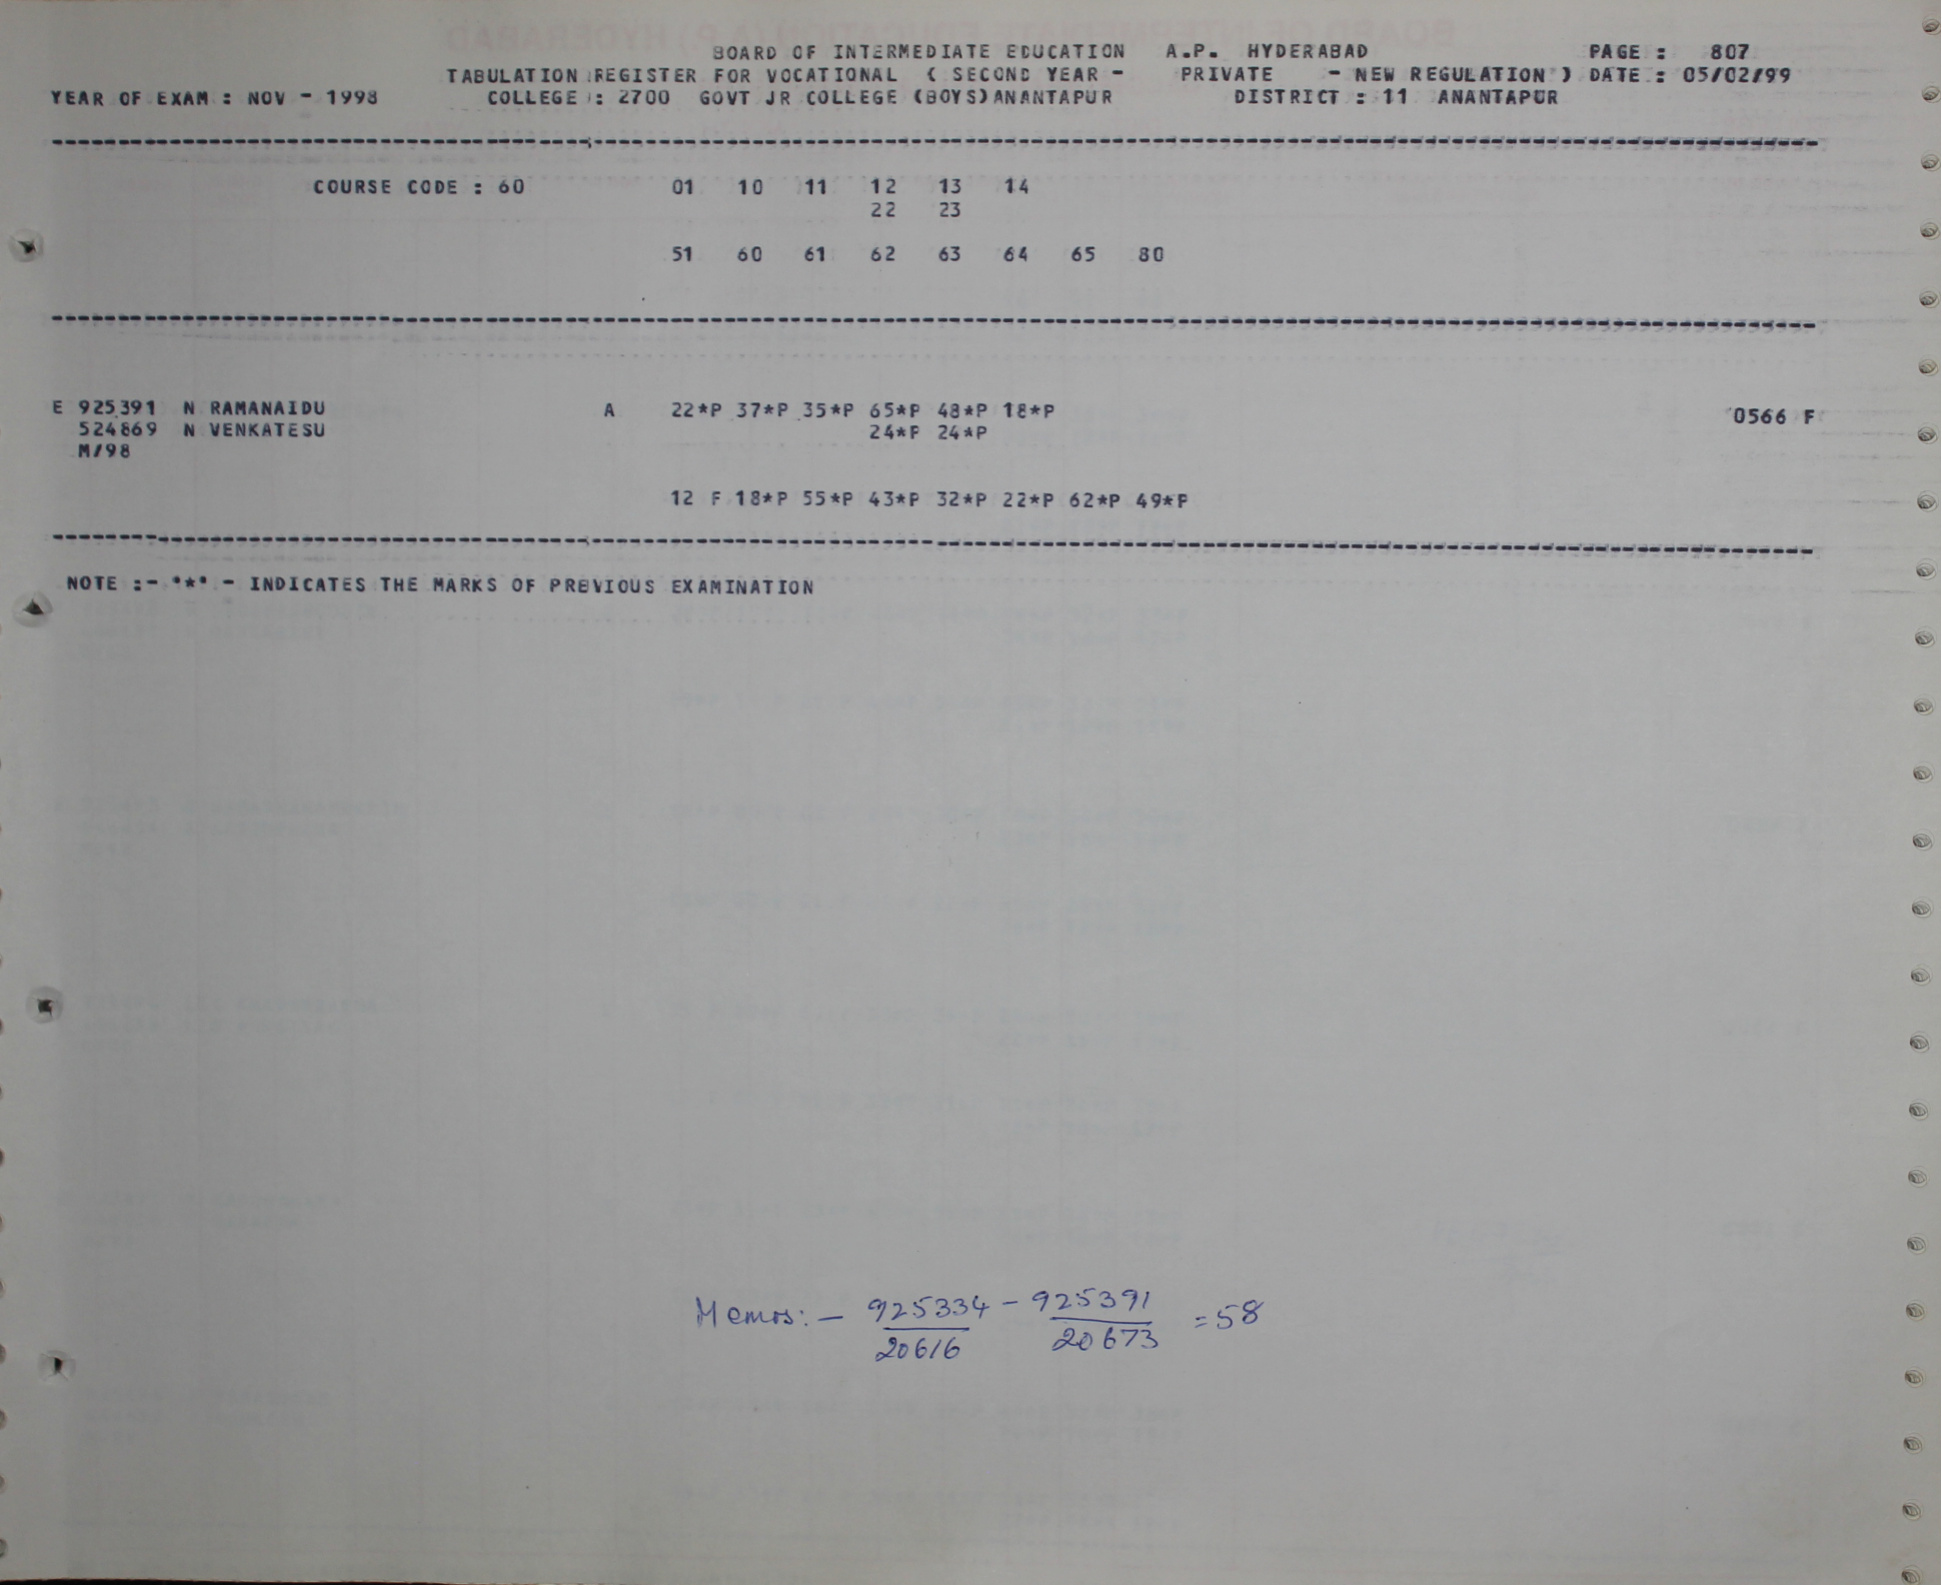 BOARD OF INTERMEDIATE EDUCATION A.P. HYDERABAD PAGE : 807
TABULATION REGISTER FOR VOCATIONAL ( SECOND YEAR - PRIVATE - NEW REGULATION ) DATE : 05/02/99
YEAR OF EXAM : NOV - 1998 COLLEGE : 2700 GOVT JR COLLEGE (BOYS)ANANTAPUR DISTRICT : 11 ANANTAPUR
COURSE CODE : 60 01 10 11 12 13 14
22 23
51 60 61 62 63 64 65 80
E 925391 N RAMANAIDU A 22*P 37*P 35*P 65*P 48*P 18*P 0566 F
524869 N VENKATESU 24*P 24*P
M/98
12 F 18*P 55*P 43*P 32*P 22*P 62*P 49*P
NOTE :- "*" - INDICATES THE MARKS OF PREVIOUS EXAMINATION
Memos:- 925334 - 925391 = 58
20616 20673